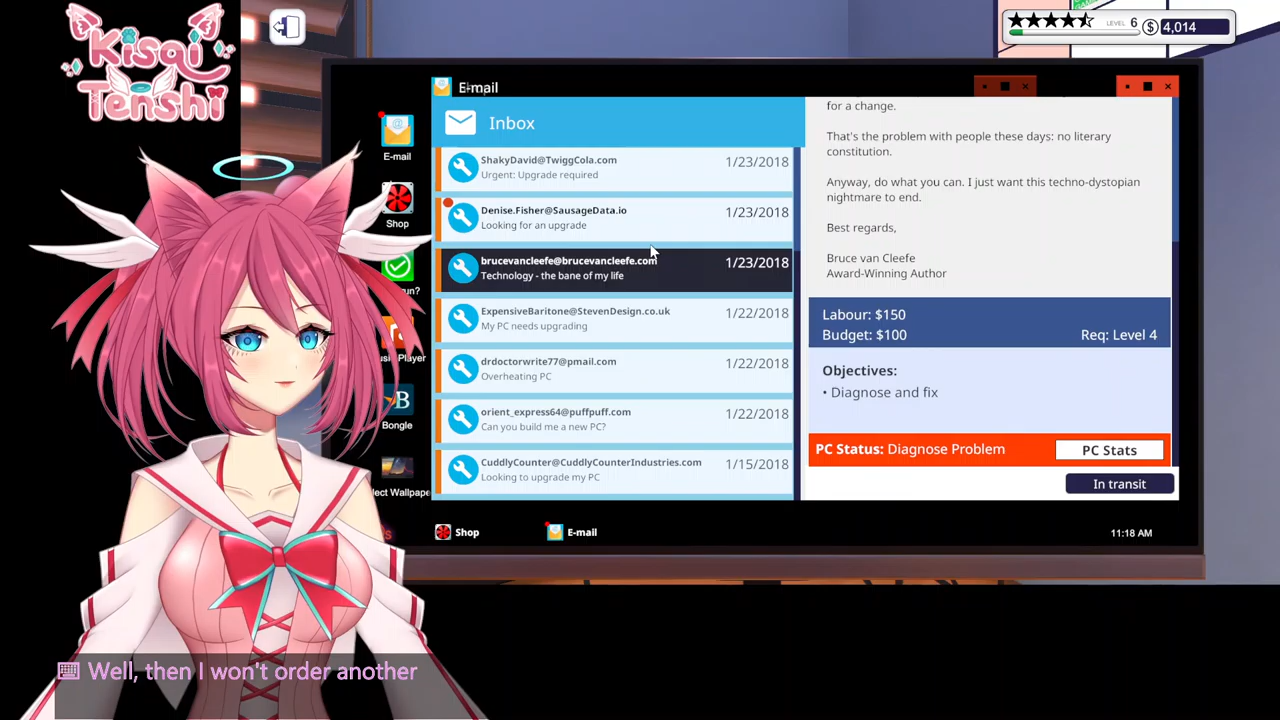 Kisai
Tenshi
LEVEL 6
$ 4,014
E-mail
E-mail
Inbox
ShakyDavid@TwiggCola.com
1/23/2018
Urgent: Upgrade required
Denise.Fisher@SausageData.io
1/23/2018
Looking for an upgrade
brucevancleefe@brucevancleefe.com
1/23/2018
Technology - the bane of my life
ExpensiveBaritone@StevenDesign.co.uk
1/22/2018
My PC needs upgrading
drdoctorwrite77@pmail.com
1/22/2018
Overheating PC
orient_express64@puffpuff.com
1/22/2018
Can you build me a new PC?
CuddlyCounter@CuddlyCounterIndustries.com
1/15/2018
Looking to upgrade my PC
Shop
un?
Player
B
Bongle
lect Wallpape
for a change.
That's the problem with people these days: no literary
constitution.
Anyway, do what you can. I just want this techno-dystopian
nightmare to end.
Best regards,
Bruce van Cleefe
Award-Winning Author
Labour: $150
Budget: $100
Req: Level 4
Objectives:
• Diagnose and fix
PC Status: Diagnose Problem
PC Stats
In transit
Shop
E-mail
11:18 AM
Well, then I won't order another